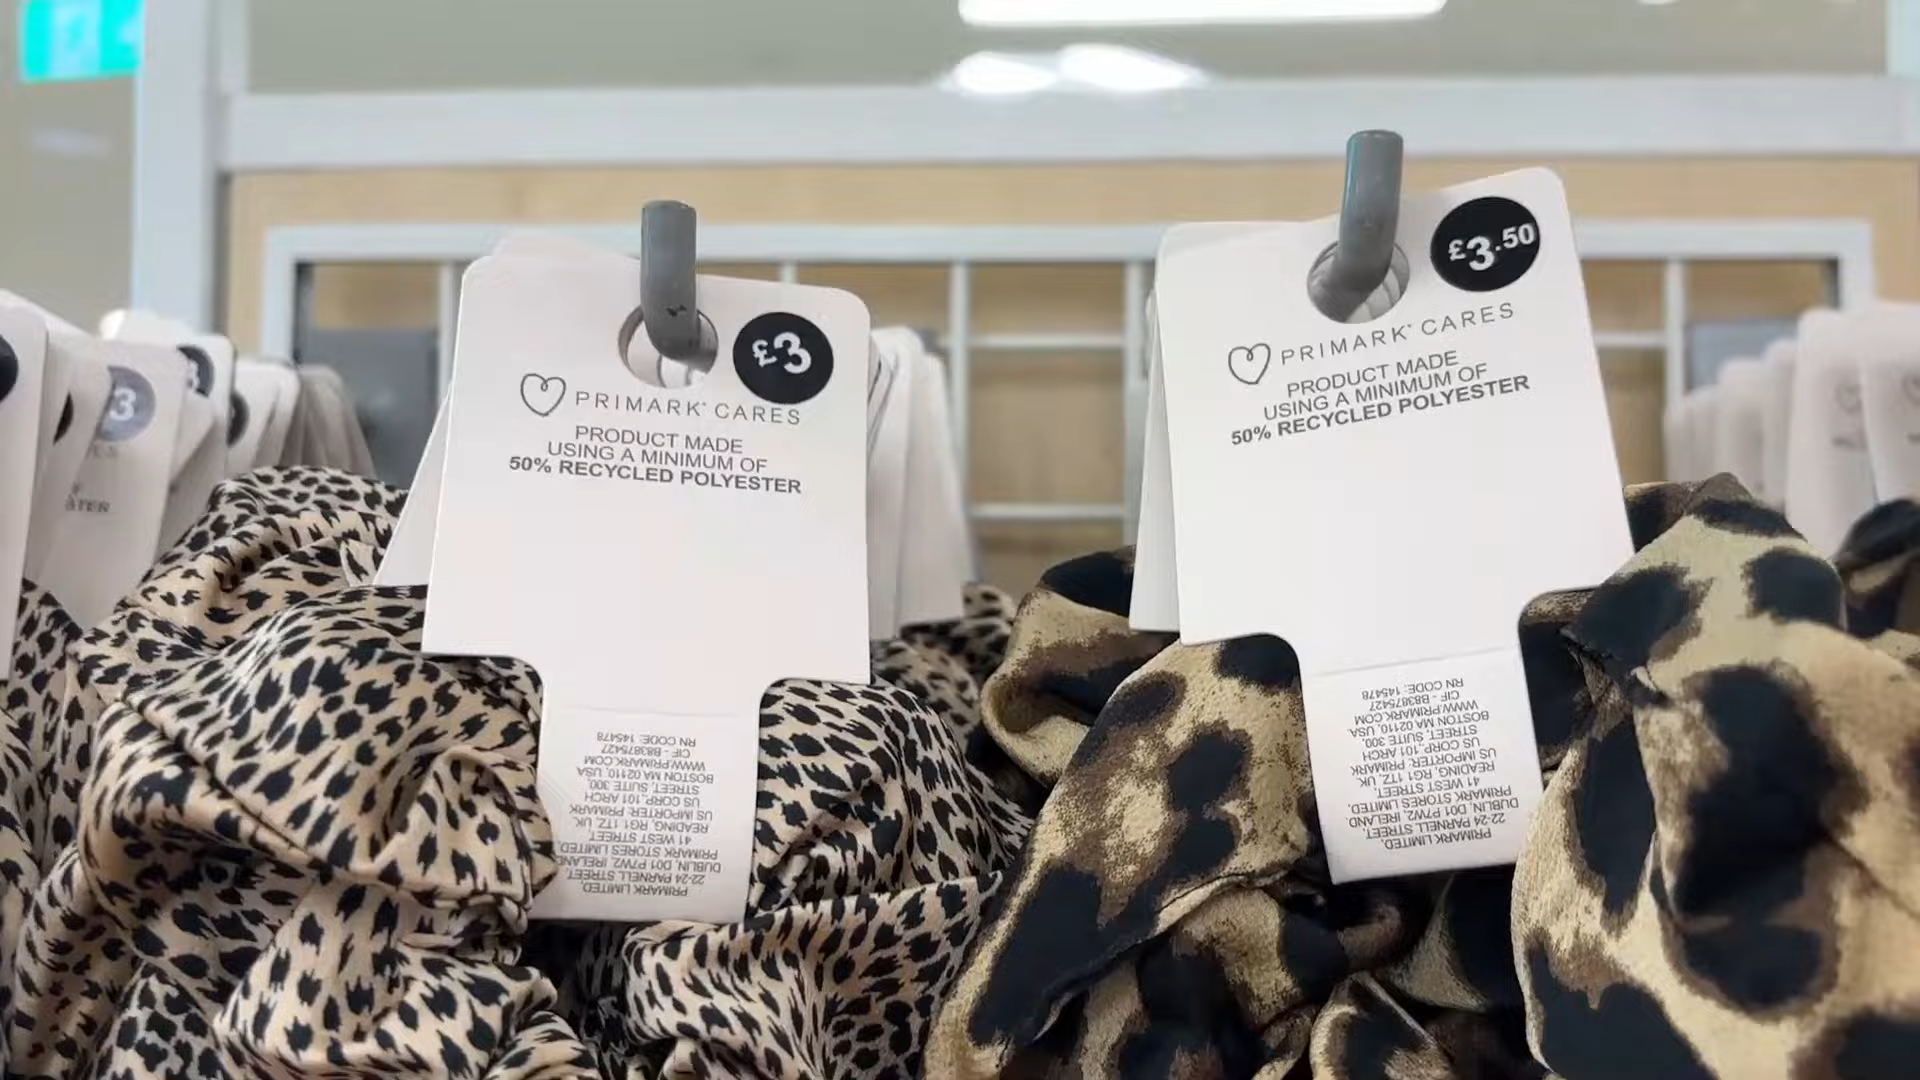 £3
PRIMARK® CARES
PRODUCT MADE
USING A MINIMUM OF
50% RECYCLED POLYESTER
PRIMARK LIMITED,
22-24 PARNELL STREET,
DUBLIN, D01 P7W2, IRELAND
PRIMARK STORES LIMITED
41 WEST STREET,
READING, RG1 1TZ, UK
US IMPORTER: PRIMARK
US CORP, 101 ARCH
STREET, SUITE 300,
BOSTON MA 02110, USA
WWW.PRIMARK.COM
CIF - B83875427
RN CODE: 145478
£3.50
PRIMARK® CARES
PRODUCT MADE
USING A MINIMUM OF
50% RECYCLED POLYESTER
PRIMARK LIMITED,
22-24 PARNELL STREET,
DUBLIN, D01 P7W2, IRELAND.
PRIMARK STORES LIMITED,
41 WEST STREET,
READING, RG1 1TZ, UK.
US IMPORTER: PRIMARK
US CORP, 101 ARCH
STREET, SUITE 300,
BOSTON MA 02110, USA
WWW.PRIMARK.COM
CIF - B83875427
RN CODE: 145478
3